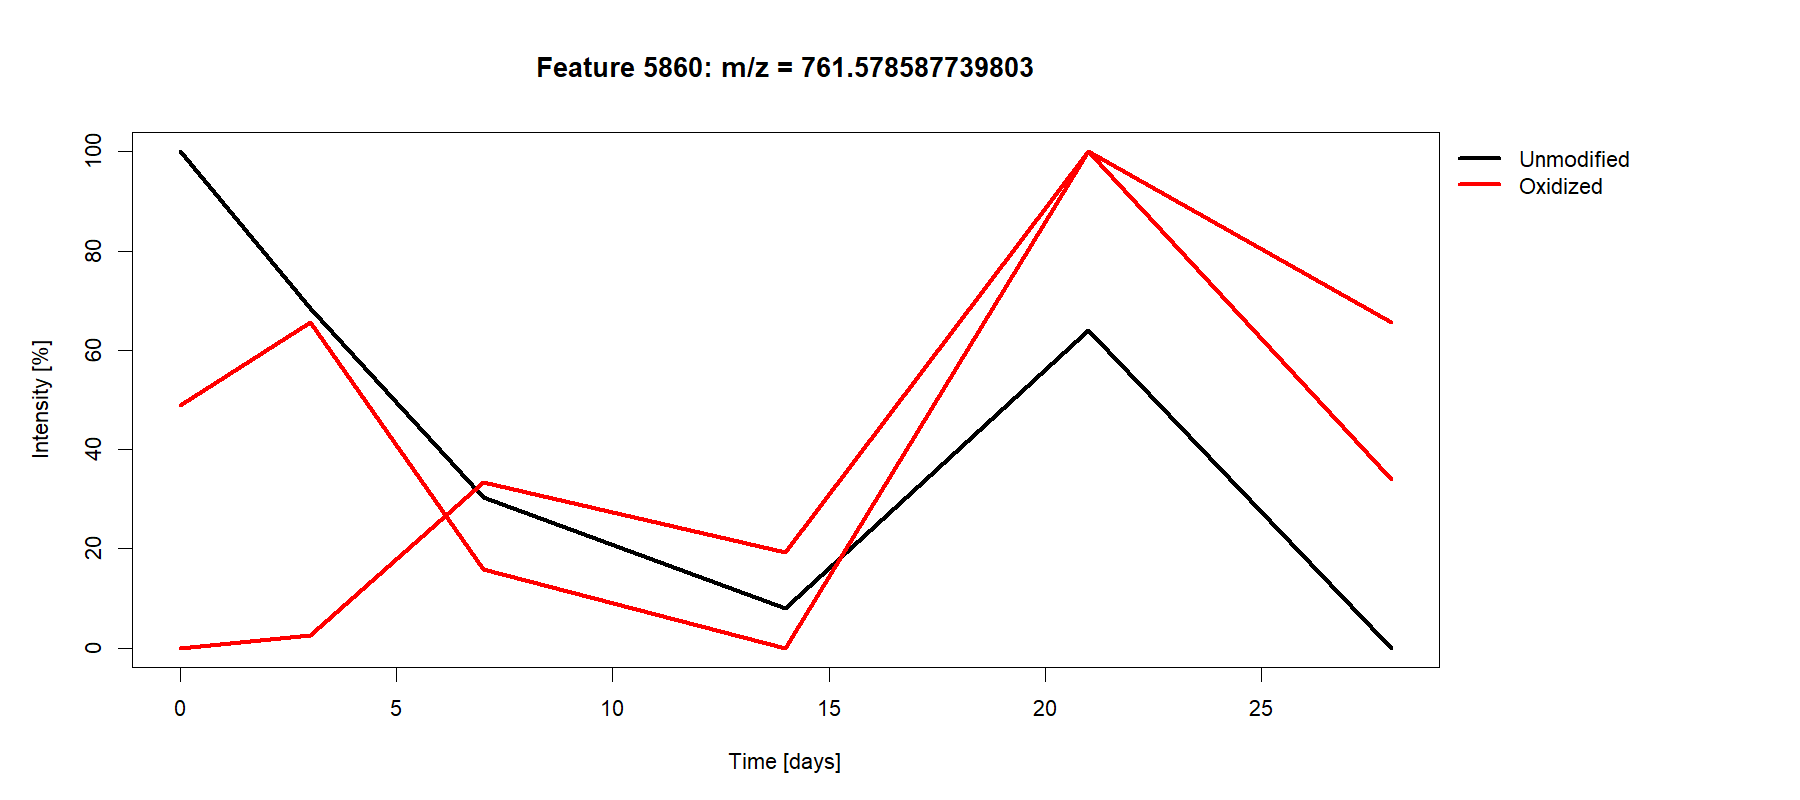 Feature 5860: m/z = 761.578587739803
Unmodified
Oxidized
Intensity [%]
100
80
60
40
20
0
0 5 10 15 20 25
Time [days]